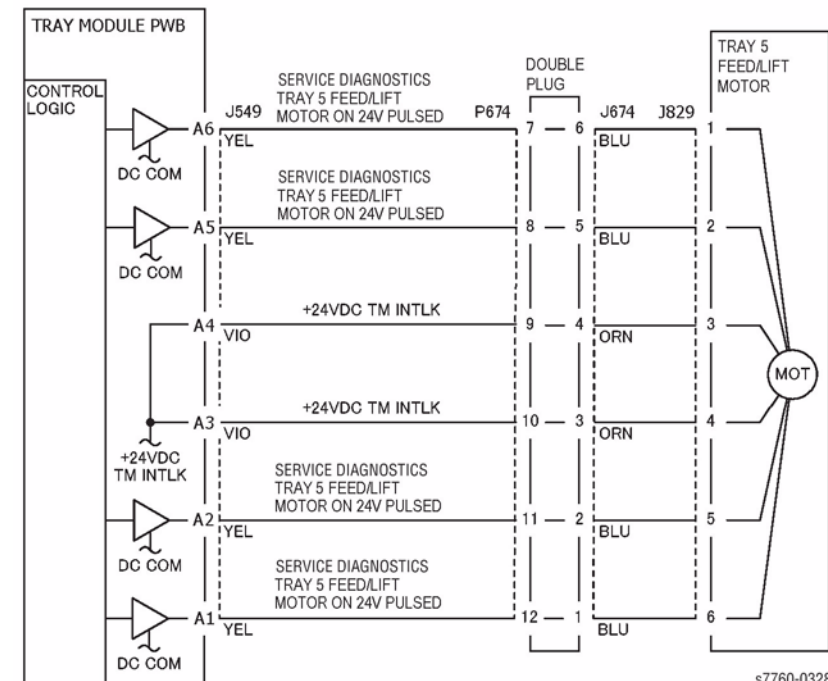 TRAY MODULE PWB
CONTROL
LOGIC
DOUBLE
PLUG
TRAY 5
FEED/LIFT
MOTOR
J549
P674
J674
J829
SERVICE DIAGNOSTICS
TRAY 5 FEED/LIFT
MOTOR ON 24V PULSED
A6
YEL
7
6
BLU
1
DC COM
SERVICE DIAGNOSTICS
TRAY 5 FEED/LIFT
MOTOR ON 24V PULSED
A5
YEL
8
5
BLU
2
DC COM
+24VDC TM INTLK
A4
VIO
9
4
ORN
3
MOT
+24VDC TM INTLK
A3
VIO
10
3
ORN
4
+24VDC
TM INTLK
SERVICE DIAGNOSTICS
TRAY 5 FEED/LIFT
MOTOR ON 24V PULSED
A2
YEL
11
2
BLU
5
DC COM
SERVICE DIAGNOSTICS
TRAY 5 FEED/LIFT
MOTOR ON 24V PULSED
A1
YEL
12
1
BLU
6
DC COM
s7760-0328